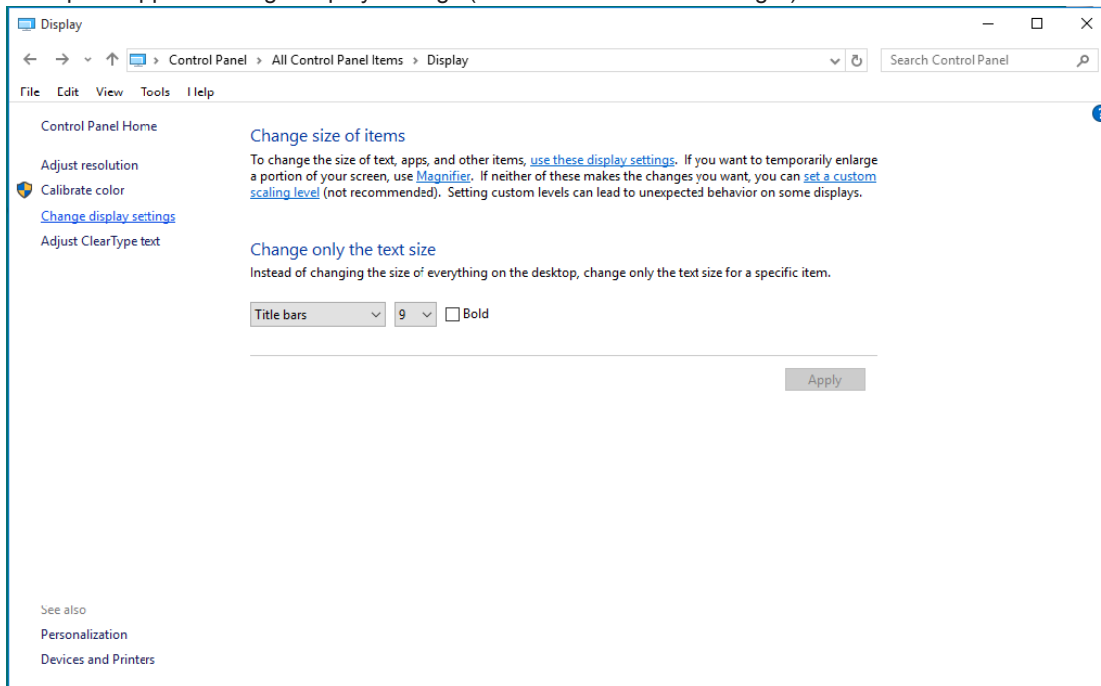 Display
Control Panel > All Control Panel Items > Display
Search Control Panel
File Edit View Tools Help
Control Panel Home
Adjust resolution
Calibrate color
Change display settings
Adjust ClearType text
Change size of items
To change the size of text, apps, and other items, use these display settings. If you want to temporarily enlarge
a portion of your screen, use Magnifier. If neither of these makes the changes you want, you can set a custom
scaling level (not recommended). Setting custom levels can lead to unexpected behavior on some displays.
Change only the text size
Instead of changing the size of everything on the desktop, change only the text size for a specific item.
Title bars 9 Bold
Apply
See also
Personalization
Devices and Printers